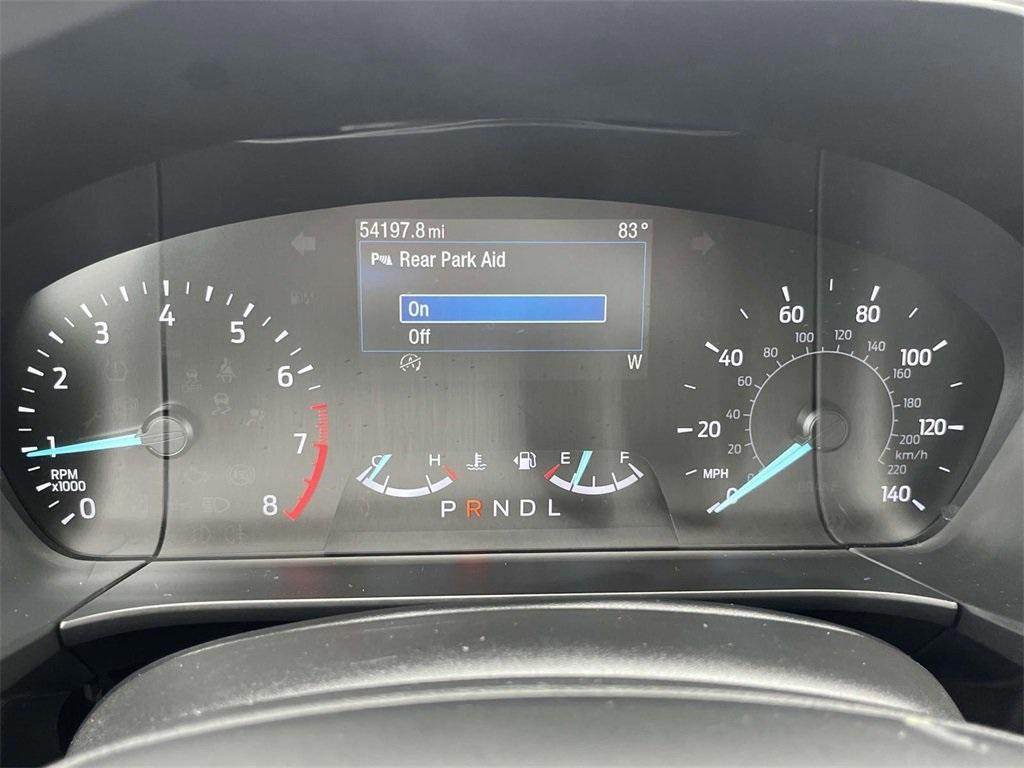 54197.8 mi 83°
P Rear Park Aid
On
Off
W
0 1 2 3 4 5 6 7 8
RPM
x1000
C H
E F
P R N D L
0 20 40 60 80 100 120 140
MPH
0 20 40 60 80 100 120 140 160 180 200 220
km/h